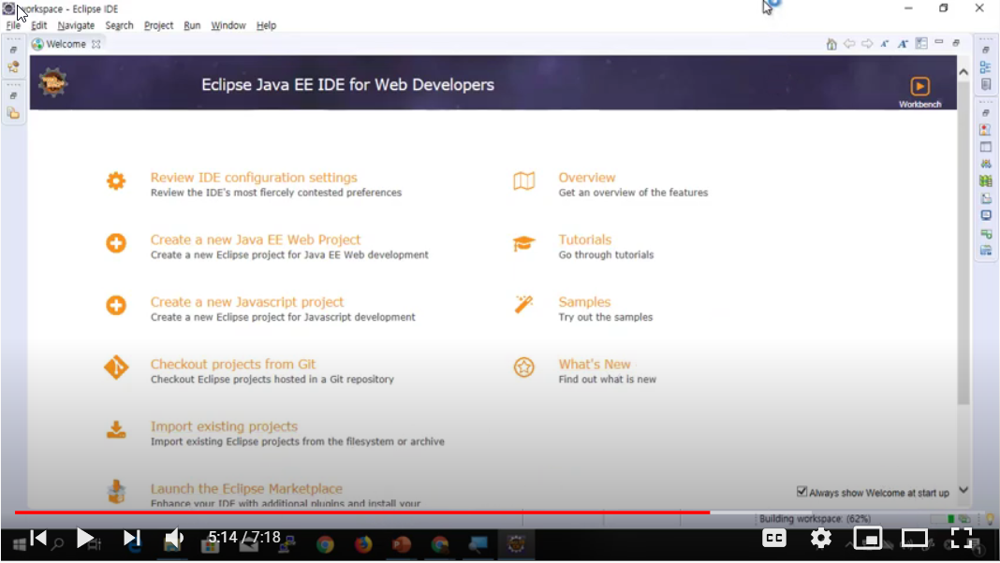 workspace - Eclipse IDE
File Edit Navigate Search Project Run Window Help
Welcome
Eclipse Java EE IDE for Web Developers
Workbench
Review IDE configuration settings
Review the IDE's most fiercely contested preferences
Overview
Get an overview of the features
Create a new Java EE Web Project
Create a new Eclipse project for Java EE Web development
Tutorials
Go through tutorials
Create a new Javascript project
Create a new Eclipse project for Javascript development
Samples
Try out the samples
Checkout projects from Git
Checkout Eclipse projects hosted in a Git repository
What's New
Find out what is new
Import existing projects
Import existing Eclipse projects from the filesystem or archive
Launch the Eclipse Marketplace
Enhance your IDE with additional plugins and install your
Always show Welcome at start up
Building workspace: (62%)
5:14 / 7:18
CC